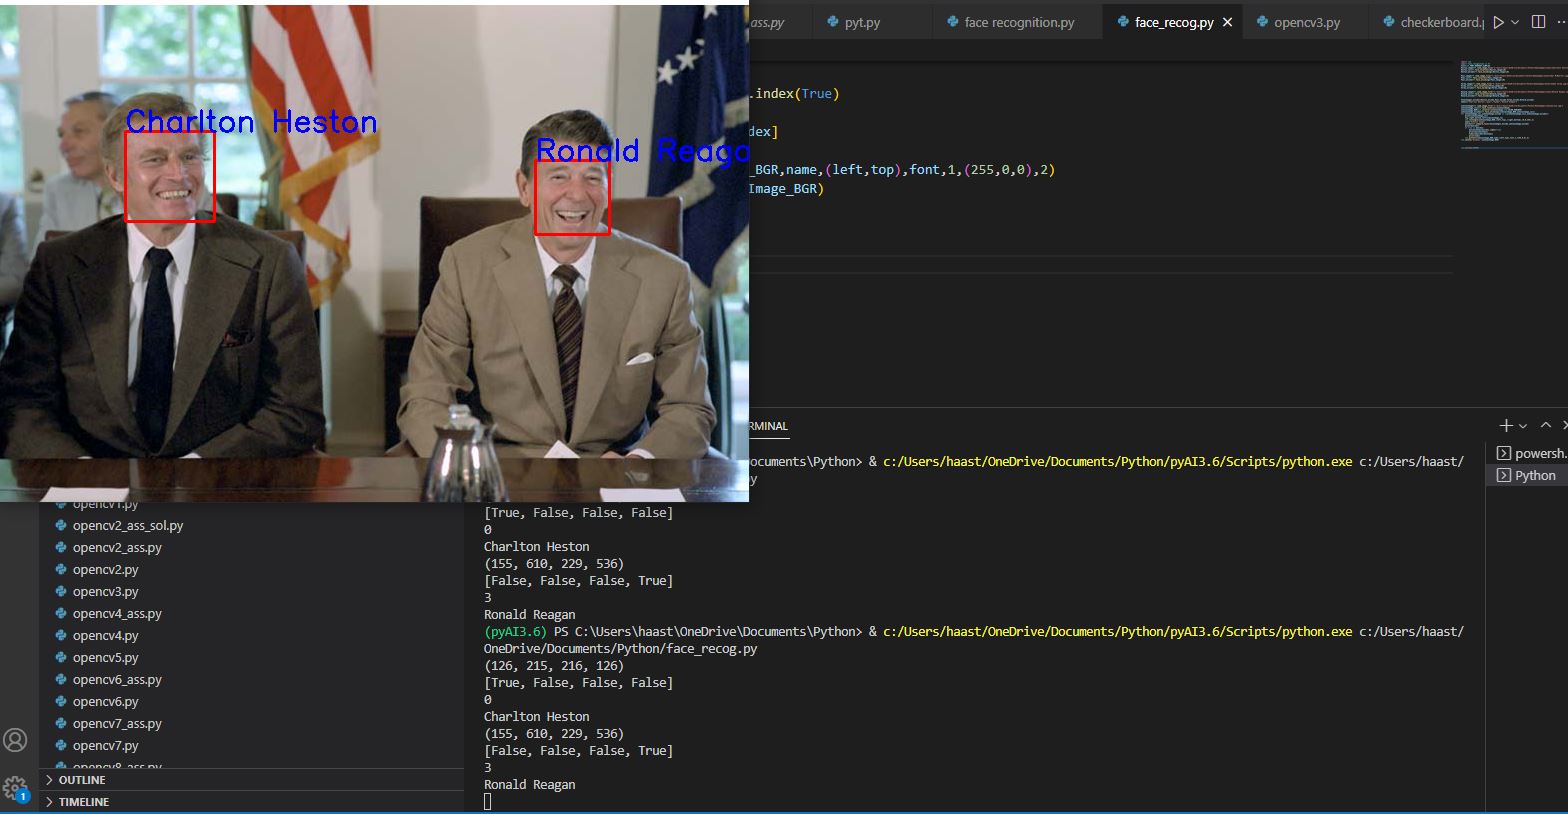 ass.py
pyt.py
face recognition.py
face_recog.py
opencv3.py
checkerboard.p
Charlton Heston
Ronald Reaga
.index(True)
dex]
_BGR,name,(left,top),font,1,(255,0,0),2)
Image_BGR)
RMINAL
ocuments\Python> & c:/Users/haast/OneDrive/Documents/Python/pyAI3.6/Scripts/python.exe c:/Users/haast/
y
[True, False, False, False]
0
Charlton Heston
(155, 610, 229, 536)
[False, False, False, True]
3
Ronald Reagan
(pyAI3.6) PS C:\Users\haast\OneDrive\Documents\Python> & c:/Users/haast/OneDrive/Documents/Python/pyAI3.6/Scripts/python.exe c:/Users/haast/
OneDrive/Documents/Python/face_recog.py
(126, 215, 216, 126)
[True, False, False, False]
0
Charlton Heston
(155, 610, 229, 536)
[False, False, False, True]
3
Ronald Reagan
powersh...
Python
opencv1.py
opencv2_ass_sol.py
opencv2_ass.py
opencv2.py
opencv3.py
opencv4_ass.py
opencv4.py
opencv5.py
opencv6_ass.py
opencv6.py
opencv7_ass.py
opencv7.py
opencv8_ass.py
OUTLINE
TIMELINE
1